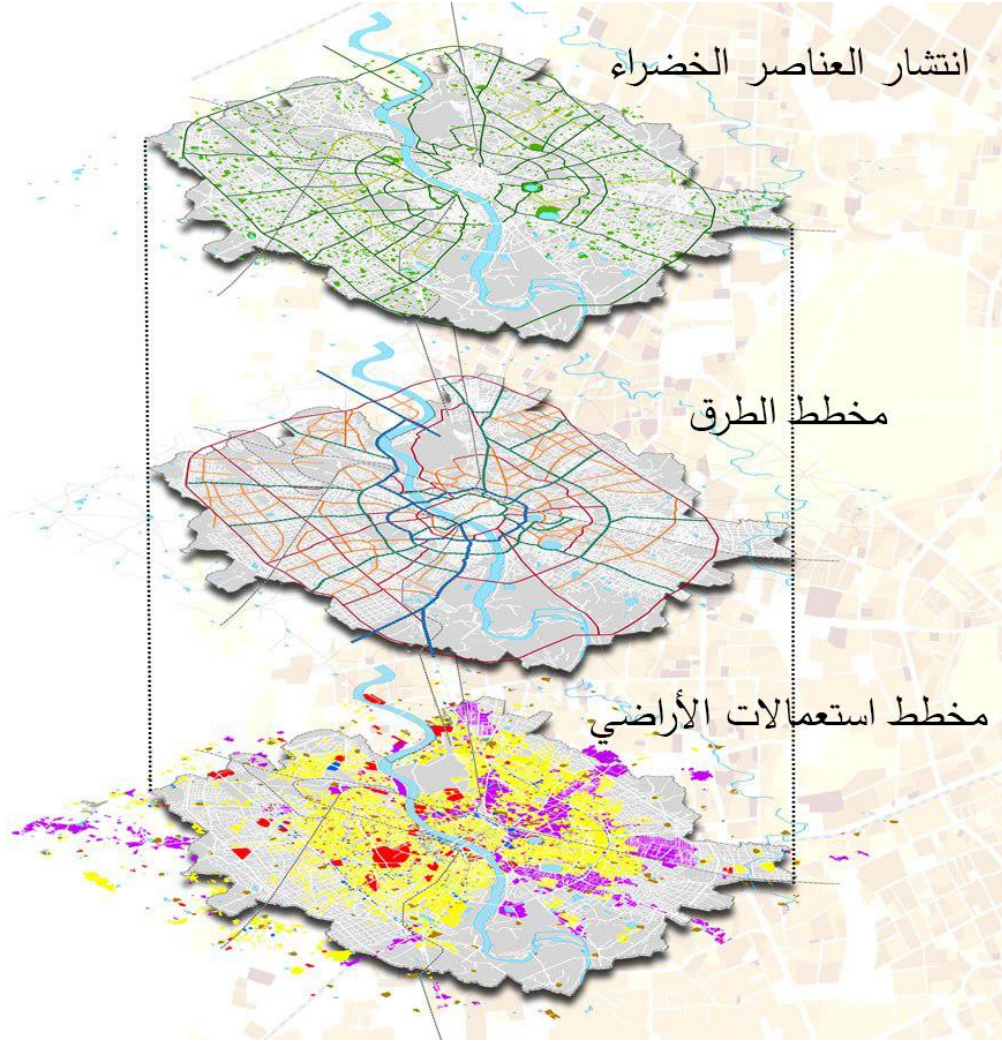 انتشار العناصر الخضراء
مخطط الطرق
مخطط استعمالات الأراضي